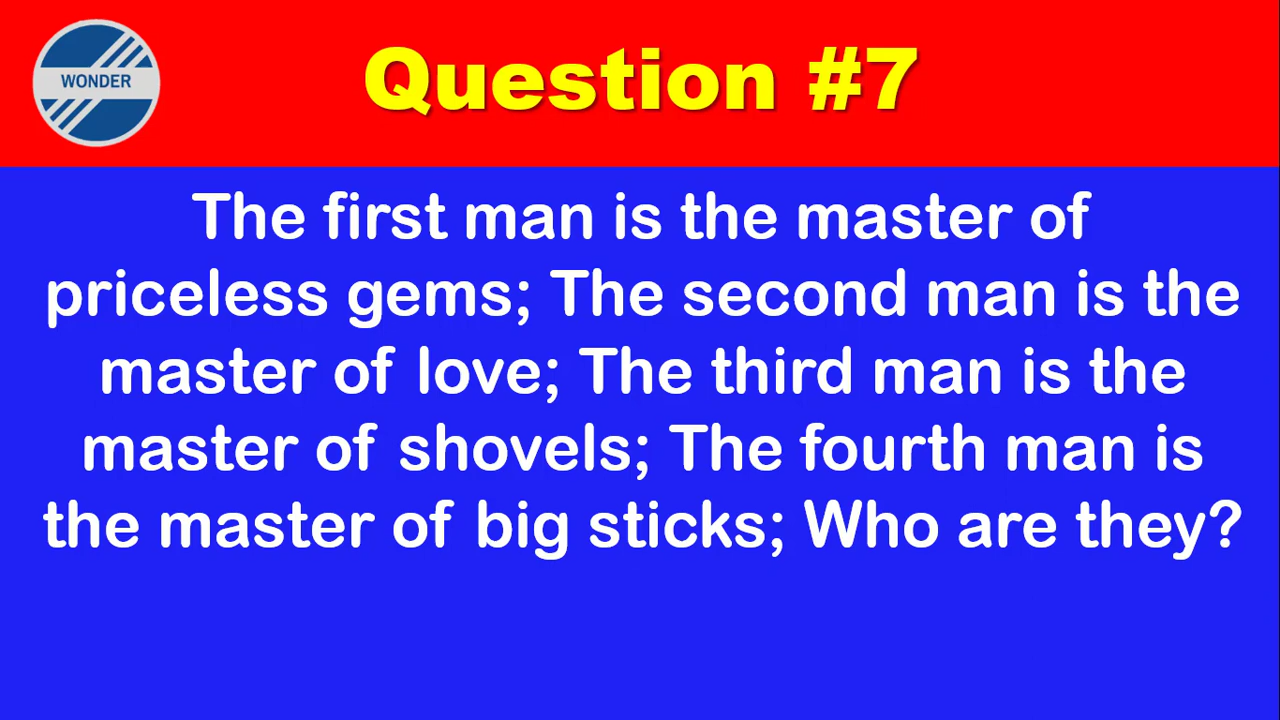 WONDER
Question #7
The first man is the master of
priceless gems; The second man is the
master of love; The third man is the
master of shovels; The fourth man is
the master of big sticks; Who are they?